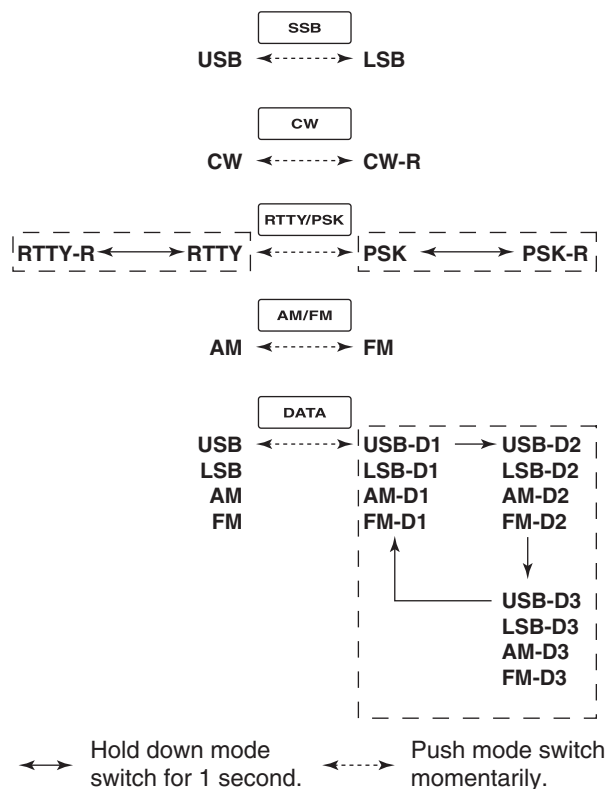 SSB
USB LSB
CW
CW CW-R
RTTY/PSK
RTTY-R RTTY PSK PSK-R
AM/FM
AM FM
DATA
USB USB-D1 USB-D2
LSB LSB-D1 LSB-D2
AM AM-D1 AM-D2
FM FM-D1 FM-D2
USB-D3
LSB-D3
AM-D3
FM-D3
Hold down mode
switch for 1 second.
Push mode switch
momentarily.